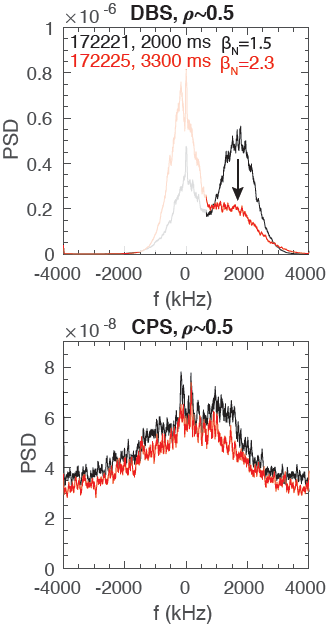 DBS, ρ~0.5
×10⁻⁶
172221, 2000 ms βN=1.5
172225, 3300 ms βN=2.3
1
0.8
0.6
0.4
0.2
0
PSD
-4000 -2000 0 2000 4000
f (kHz)
CPS, ρ~0.5
×10⁻⁸
8
6
4
2
0
PSD
-4000 -2000 0 2000 4000
f (kHz)